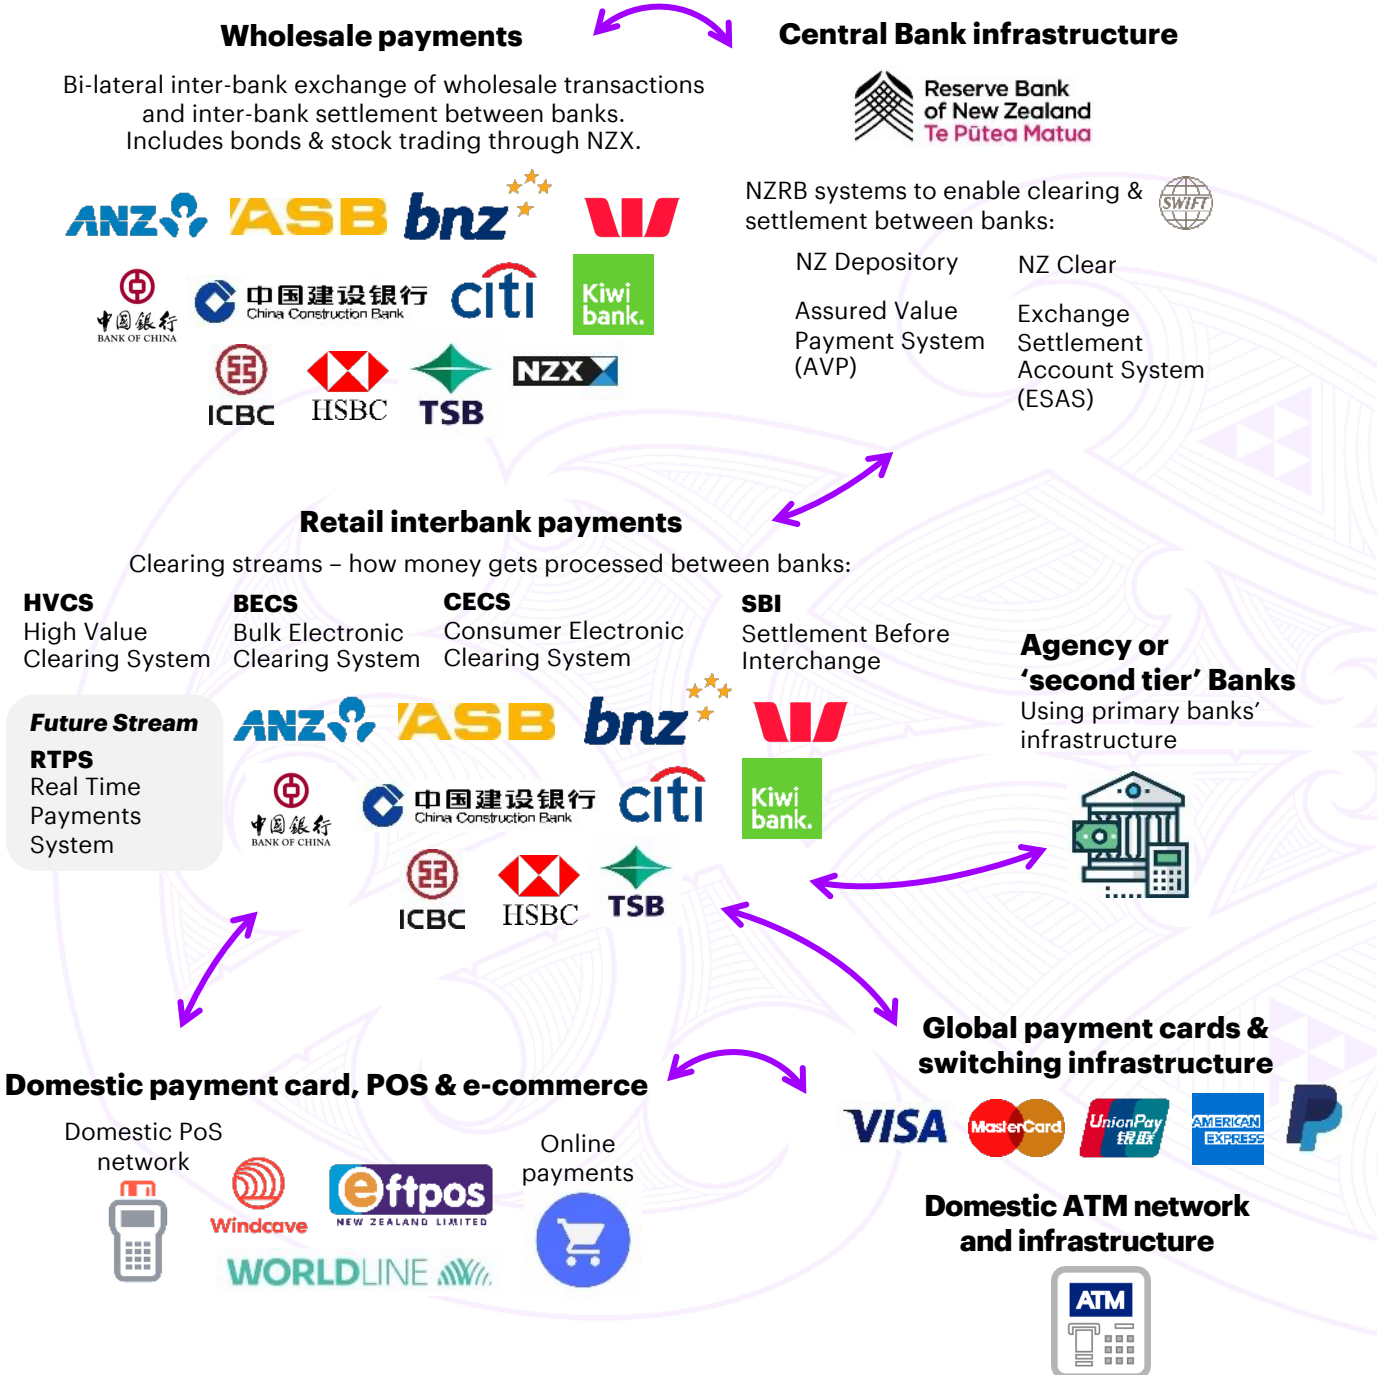 Wholesale payments
Bi-lateral inter-bank exchange of wholesale transactions
and inter-bank settlement between banks.
Includes bonds & stock trading through NZX.
ANZ
ASB
bnz
中国銀行
BANK OF CHINA
中国建设银行
China Construction Bank
citi
Kiwi
bank.
ICBC
HSBC
TSB
NZX
Central Bank infrastructure
Reserve Bank
of New Zealand
Te Pūtea Matua
NZRB systems to enable clearing &
settlement between banks:
SWIFT
NZ Depository
NZ Clear
Assured Value
Payment System
(AVP)
Exchange
Settlement
Account System
(ESAS)
Retail interbank payments
Clearing streams – how money gets processed between banks:
HVCS
High Value
Clearing System
BECS
Bulk Electronic
Clearing System
CECS
Consumer Electronic
Clearing System
SBI
Settlement Before
Interchange
Future Stream
RTPS
Real Time
Payments
System
ANZ
ASB
bnz
中国銀行
BANK OF CHINA
中国建设银行
China Construction Bank
citi
Kiwi
bank.
ICBC
HSBC
TSB
Agency or
‘second tier’ Banks
Using primary banks’
infrastructure
Domestic payment card, POS & e-commerce
Domestic PoS
network
Windcave
eftpos
NEW ZEALAND LIMITED
WORLDLINE
Online
payments
Global payment cards &
switching infrastructure
VISA
MasterCard
UnionPay
银联
AMERICAN
EXPRESS
Domestic ATM network
and infrastructure
ATM